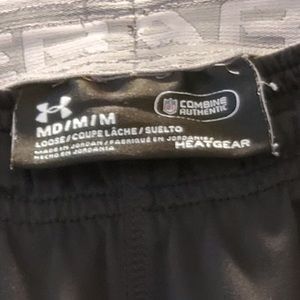 COMBINE
AUTHENTIC
MD/M/M
LOOSE/COUPE LÂCHE/SUELTO
MADE IN JORDAN/FABRIQUÉ EN JORDANIE/
HECHO EN JORDANIA
HEATGEAR